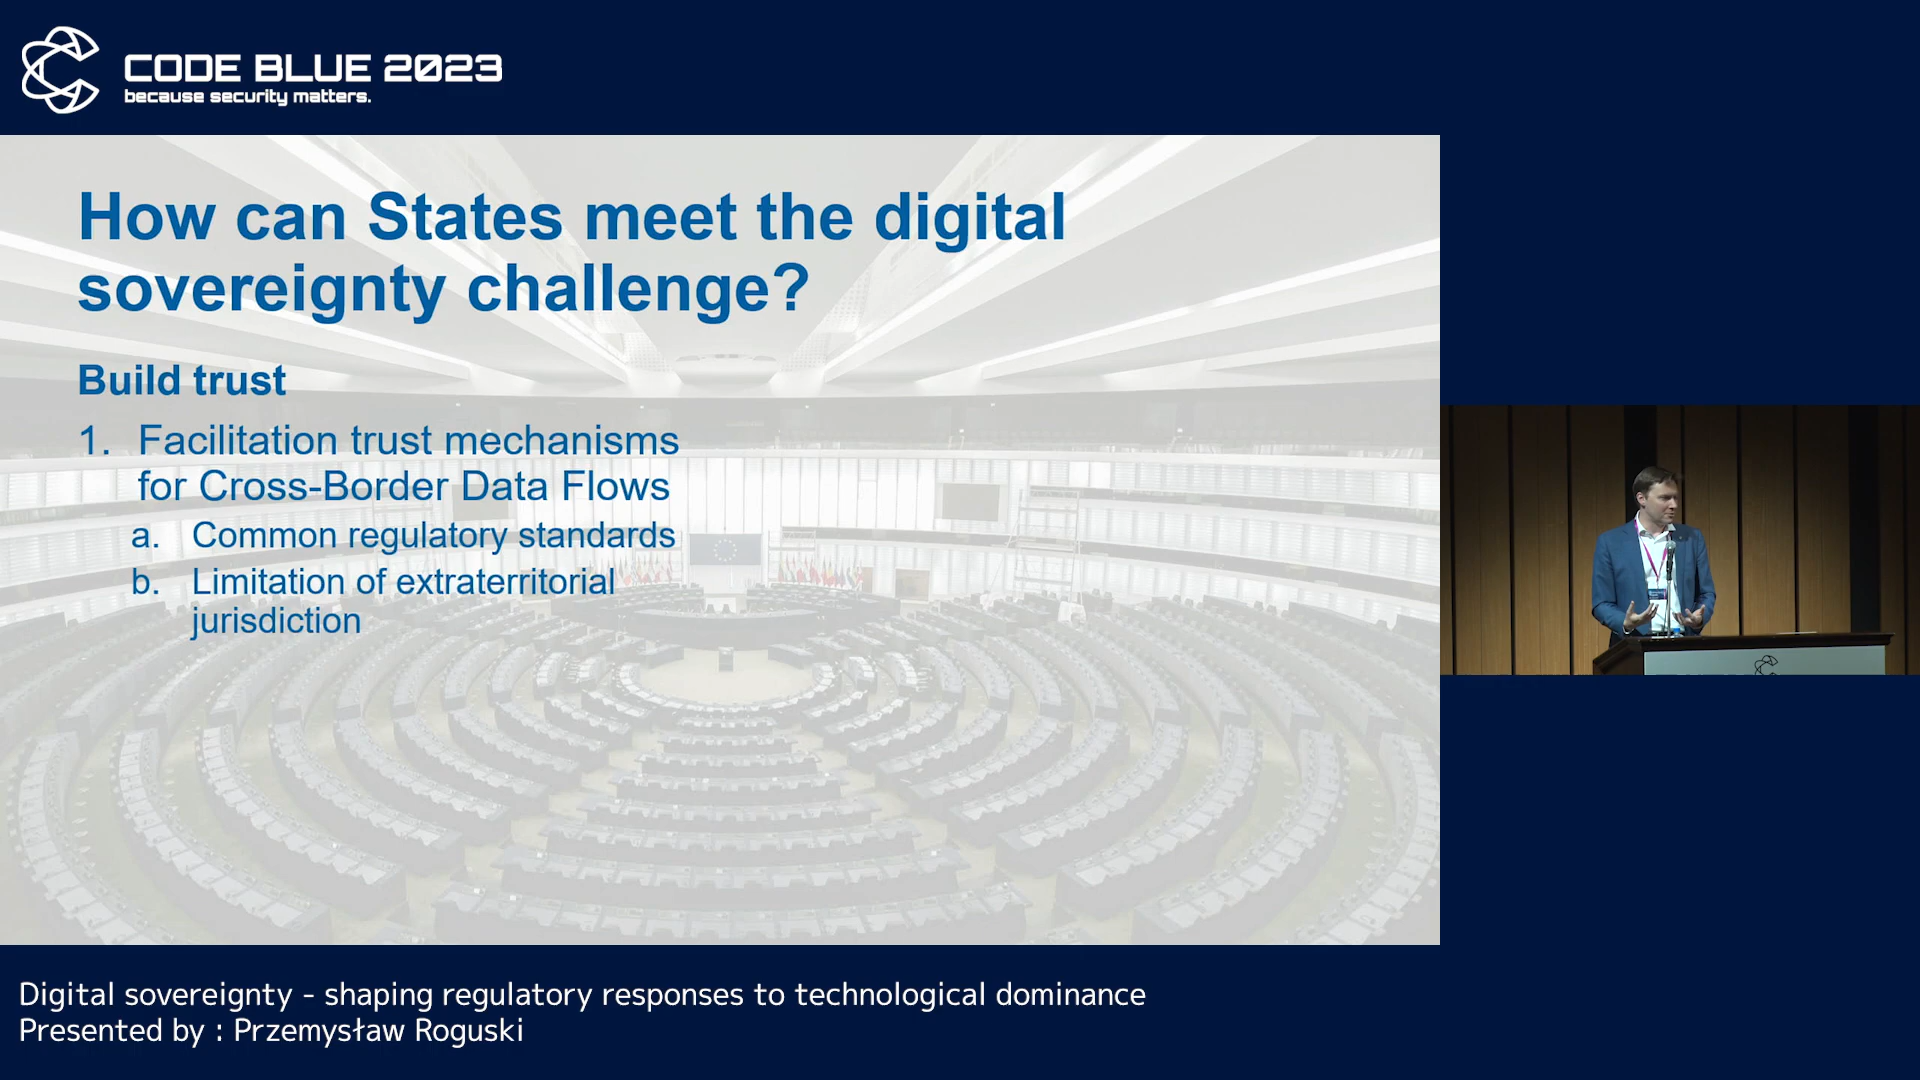 CODE BLUE 2023
because security matters.
How can States meet the digital
sovereignty challenge?
Build trust
1. Facilitation trust mechanisms
for Cross-Border Data Flows
a. Common regulatory standards
b. Limitation of extraterritorial
jurisdiction
Digital sovereignty - shaping regulatory responses to technological dominance
Presented by : Przemysław Roguski